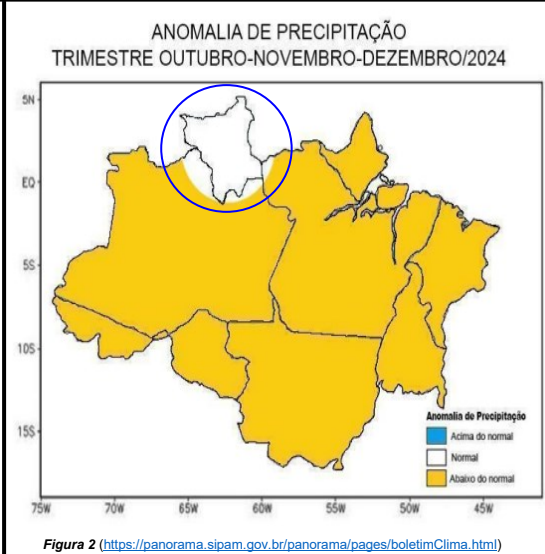 ANOMALIA DE PRECIPITAÇÃO
TRIMESTRE OUTUBRO-NOVEMBRO-DEZEMBRO/2024
5N
EQ
5S
10S
15S
75W 70W 65W 60W 55W 50W 45W
Anomalia de Precipitação
Acima do normal
Normal
Abaixo do normal
Figura 2 (https://panorama.sipam.gov.br/panorama/pages/boletimClima.html)